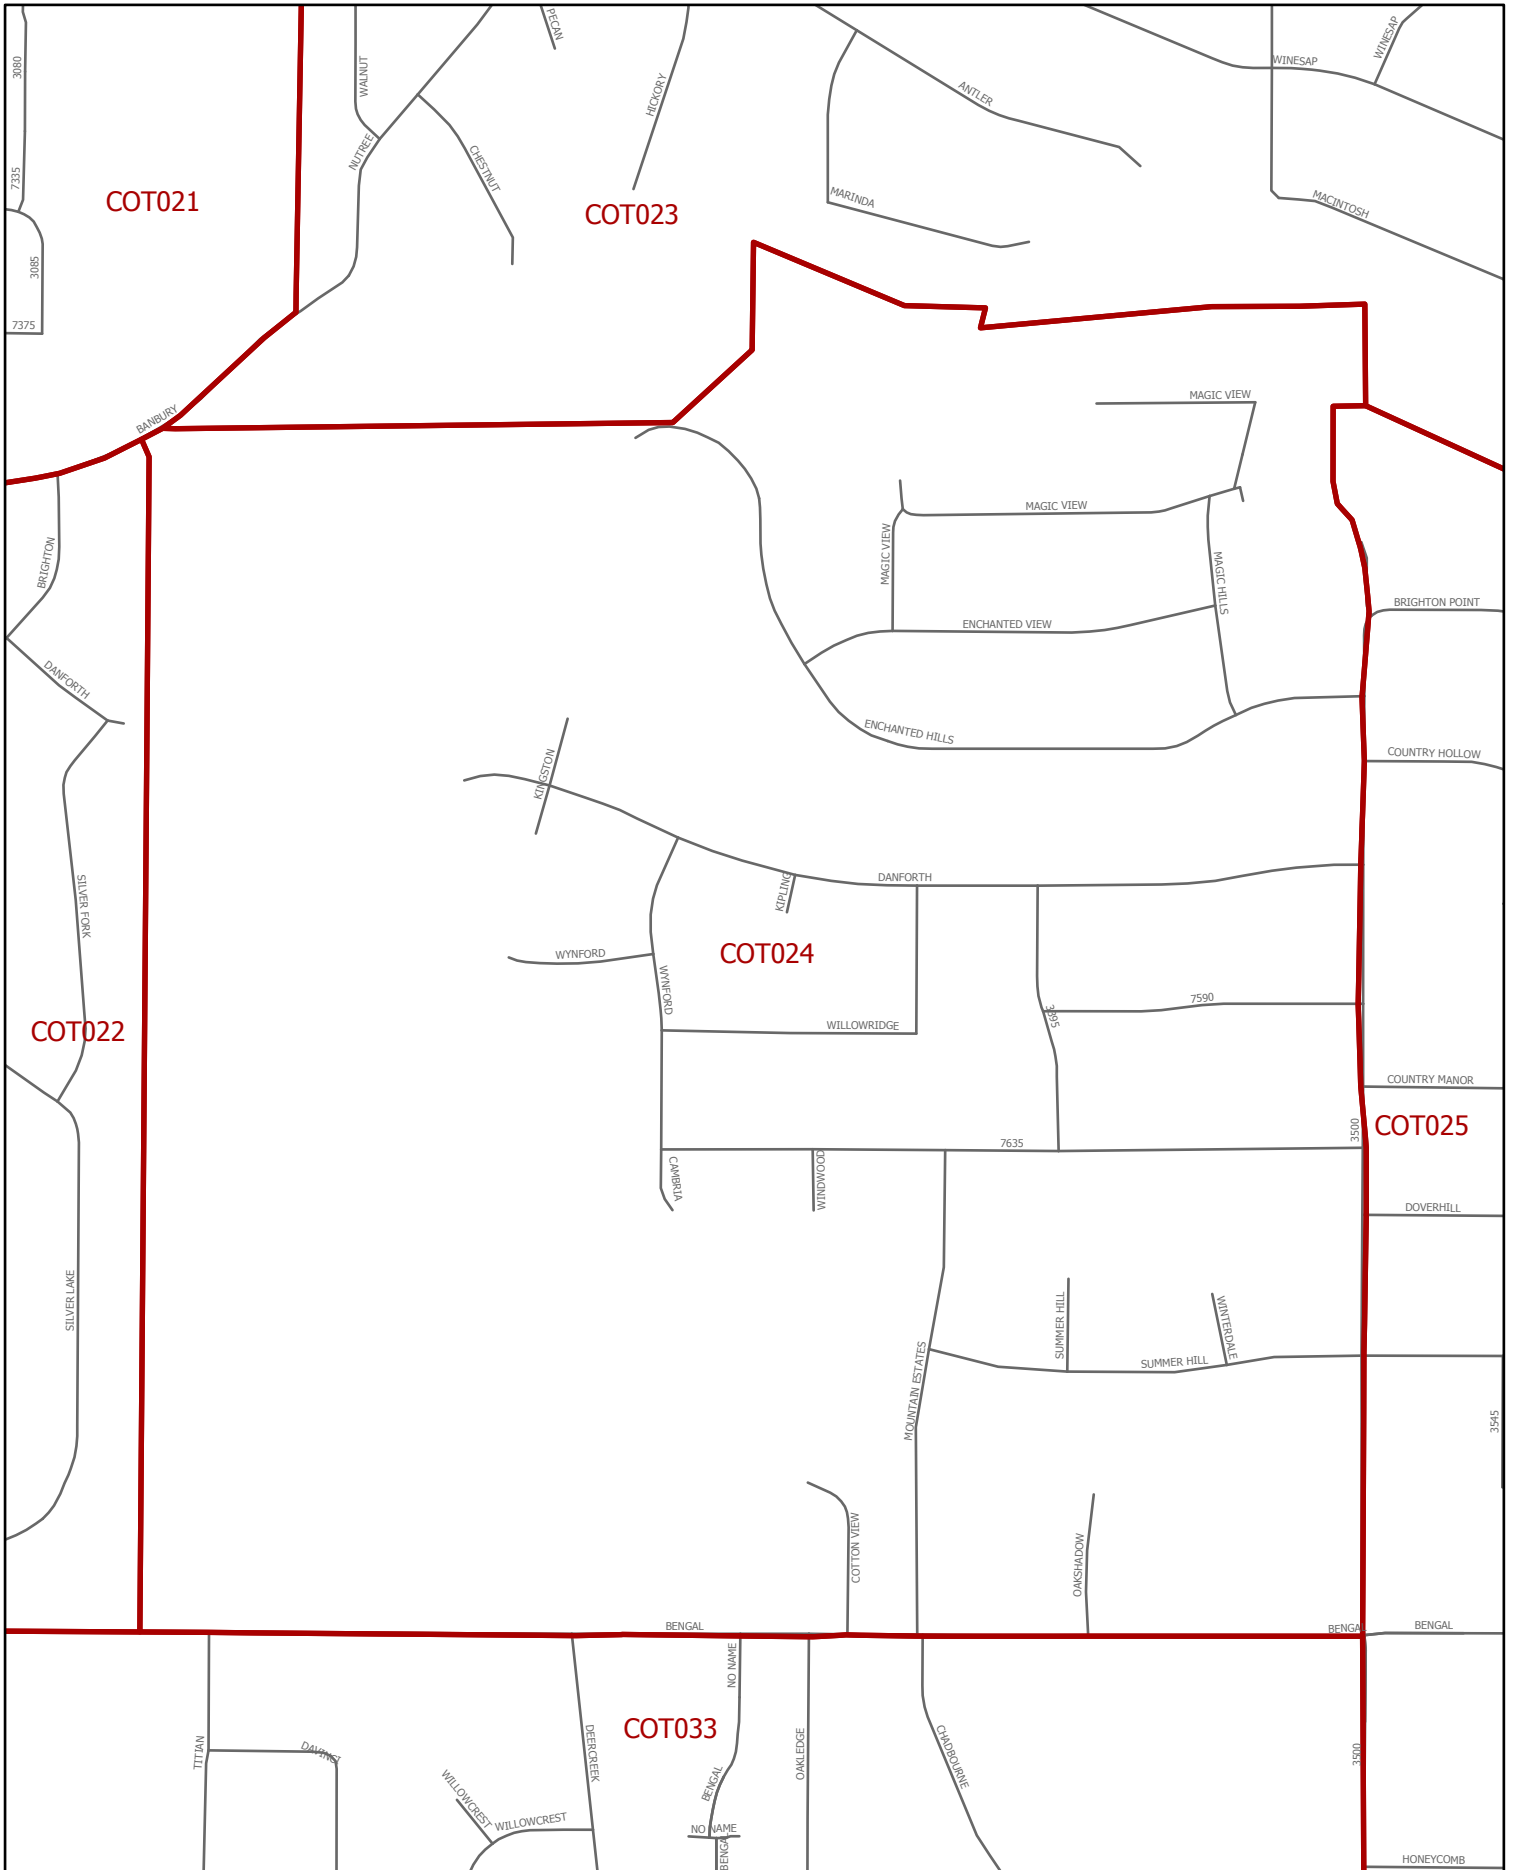 PECAN
WINESAP
3080
WALNUT
WINESAP
HICKORY
ANTLER
NUTREE
CHESTNUT
7335
COT021
MARINDA
MACINTOSH
COT023
3085
7375
MAGIC VIEW
BANBURY
MAGIC VIEW
BRIGHTON
MAGIC VIEW
MAGIC HILLS
BRIGHTON POINT
ENCHANTED VIEW
DANFORTH
ENCHANTED HILLS
COUNTRY HOLLOW
KINGSTON
DANFORTH
KIPLING
SILVER FORK
WYNFORD
COT024
WYNFORD
7590
3395
WILLOWRIDGE
COT022
COUNTRY MANOR
3500
COT025
7635
CAMBRIA
WINDWOOD
DOVERHILL
SILVER LAKE
SUMMER HILL
WINTERDALE
SUMMER HILL
MOUNTAIN ESTATES
3545
COTTON VIEW
OAKSHADOW
BENGAL
BENGAL
BENGAL
NO NAME
COT033
TITIAN
DAVINCI
DEERCREEK
OAKLEDGE
CHADBOURNE
3500
BENGAL
WILLOWCREST
WILLOWCREST
NO NAME
BENGAL
HONEYCOMB